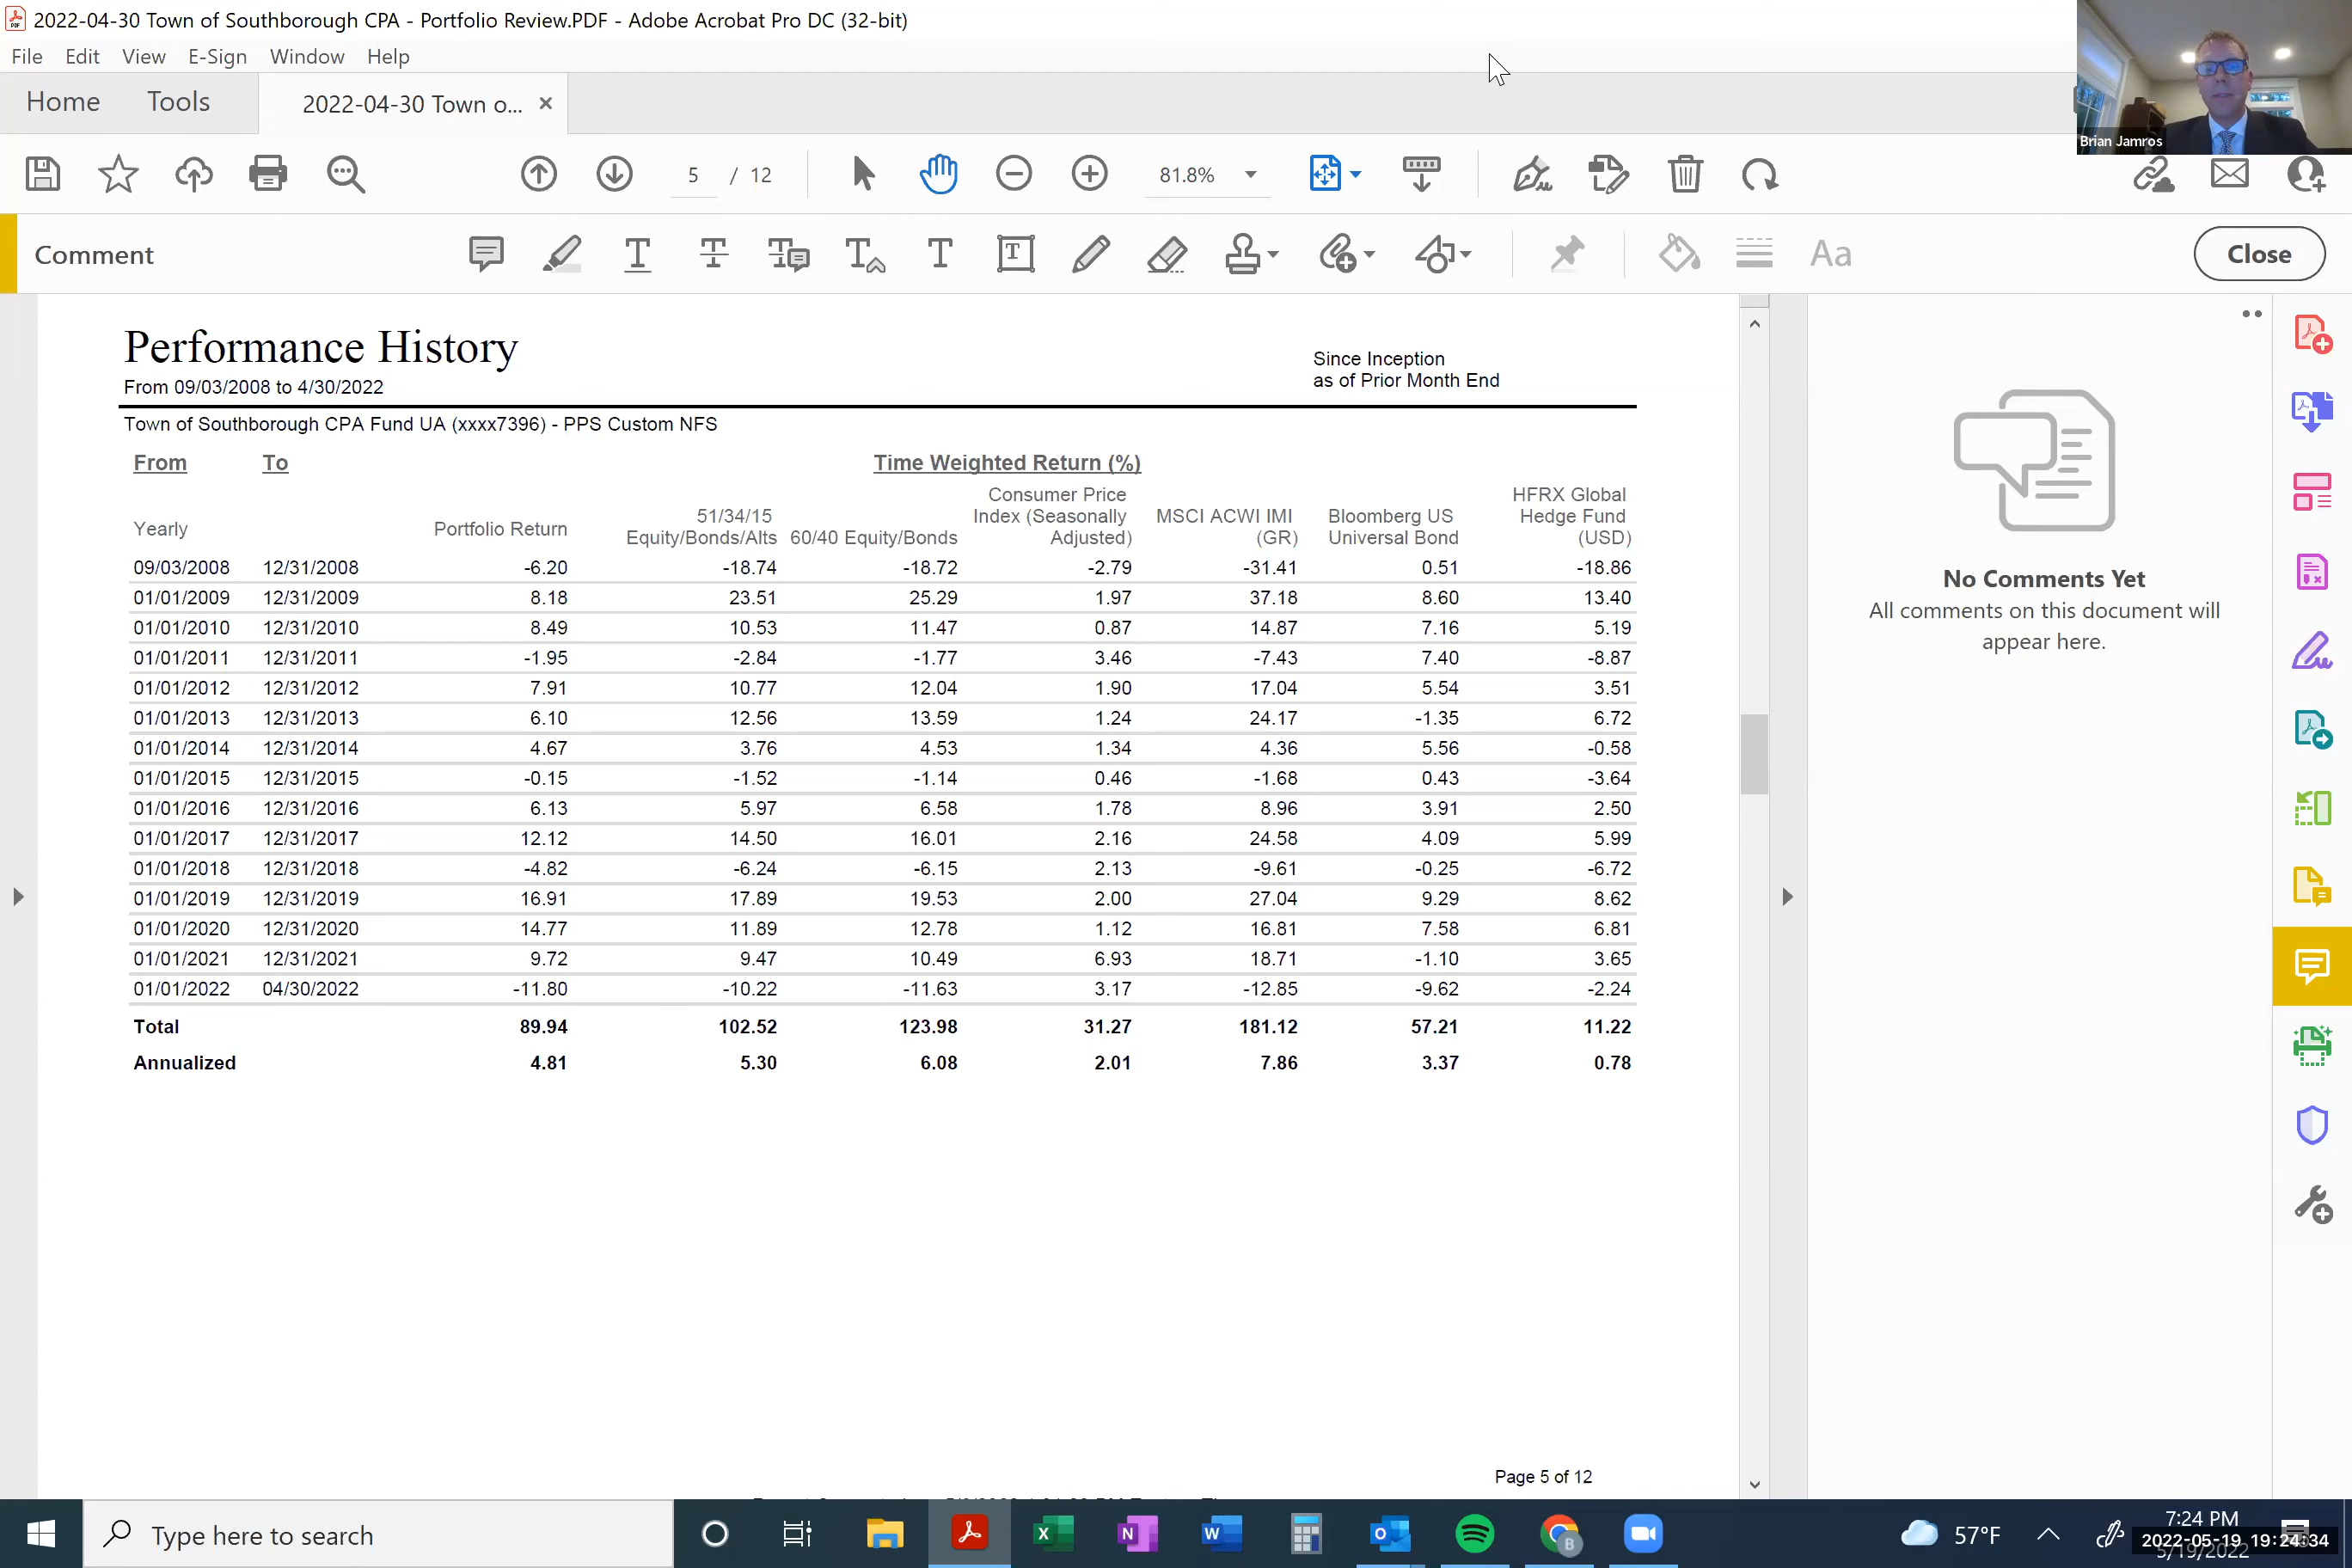 2022-04-30 Town of Southborough CPA - Portfolio Review.PDF - Adobe Acrobat Pro DC (32-bit)
File Edit View E-Sign Window Help
Home Tools 2022-04-30 Town o... ×
5 / 12 81.8%
Brian Jamros
Comment
Close
Performance History
From 09/03/2008 to 4/30/2022
Since Inception
as of Prior Month End
Town of Southborough CPA Fund UA (xxxx7396) - PPS Custom NFS
From To Time Weighted Return (%)
Yearly Portfolio Return 51/34/15 Equity/Bonds/Alts 60/40 Equity/Bonds Consumer Price Index (Seasonally Adjusted) MSCI ACWI IMI (GR) Bloomberg US Universal Bond HFRX Global Hedge Fund (USD)
09/03/2008 12/31/2008 -6.20 -18.74 -18.72 -2.79 -31.41 0.51 -18.86
01/01/2009 12/31/2009 8.18 23.51 25.29 1.97 37.18 8.60 13.40
01/01/2010 12/31/2010 8.49 10.53 11.47 0.87 14.87 7.16 5.19
01/01/2011 12/31/2011 -1.95 -2.84 -1.77 3.46 -7.43 7.40 -8.87
01/01/2012 12/31/2012 7.91 10.77 12.04 1.90 17.04 5.54 3.51
01/01/2013 12/31/2013 6.10 12.56 13.59 1.24 24.17 -1.35 6.72
01/01/2014 12/31/2014 4.67 3.76 4.53 1.34 4.36 5.56 -0.58
01/01/2015 12/31/2015 -0.15 -1.52 -1.14 0.46 -1.68 0.43 -3.64
01/01/2016 12/31/2016 6.13 5.97 6.58 1.78 8.96 3.91 2.50
01/01/2017 12/31/2017 12.12 14.50 16.01 2.16 24.58 4.09 5.99
01/01/2018 12/31/2018 -4.82 -6.24 -6.15 2.13 -9.61 -0.25 -6.72
01/01/2019 12/31/2019 16.91 17.89 19.53 2.00 27.04 9.29 8.62
01/01/2020 12/31/2020 14.77 11.89 12.78 1.12 16.81 7.58 6.81
01/01/2021 12/31/2021 9.72 9.47 10.49 6.93 18.71 -1.10 3.65
01/01/2022 04/30/2022 -11.80 -10.22 -11.63 3.17 -12.85 -9.62 -2.24
Total 89.94 102.52 123.98 31.27 181.12 57.21 11.22
Annualized 4.81 5.30 6.08 2.01 7.86 3.37 0.78
Page 5 of 12
No Comments Yet
All comments on this document will
appear here.
Type here to search
57°F
7:24 PM
2022-05-19 19:24:34
5/19/2022